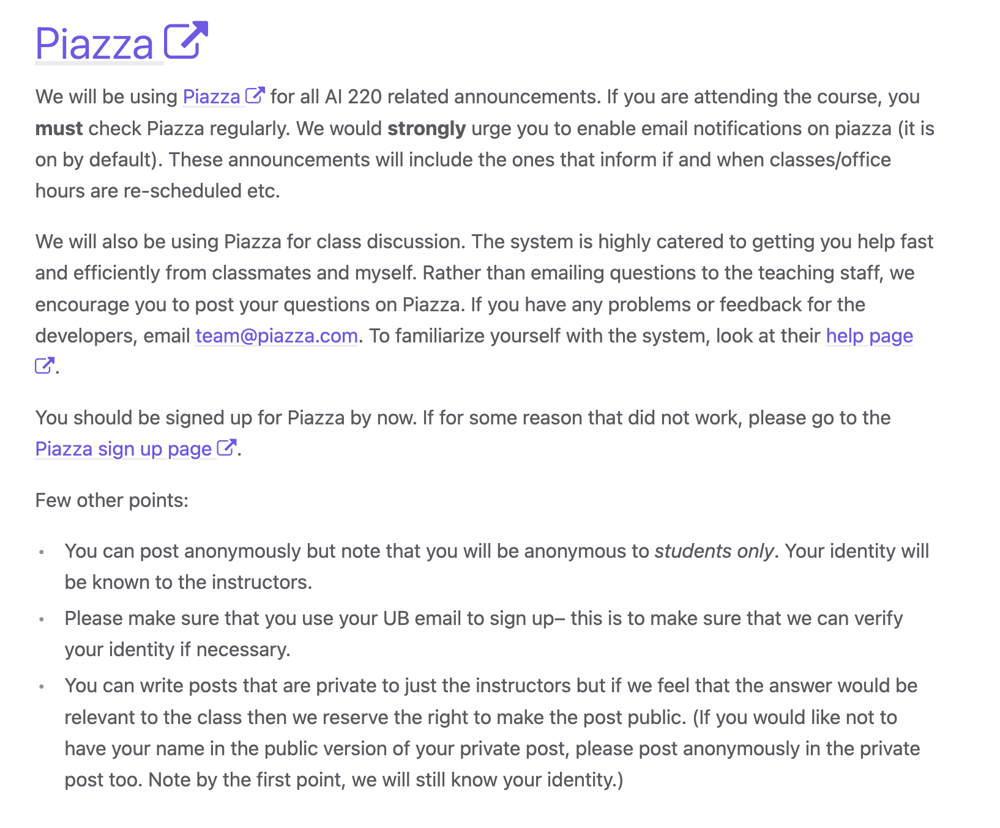 Piazza
We will be using Piazza for all AI 220 related announcements. If you are attending the course, you
must check Piazza regularly. We would strongly urge you to enable email notifications on piazza (it is
on by default). These announcements will include the ones that inform if and when classes/office
hours are re-scheduled etc.
We will also be using Piazza for class discussion. The system is highly catered to getting you help fast
and efficiently from classmates and myself. Rather than emailing questions to the teaching staff, we
encourage you to post your questions on Piazza. If you have any problems or feedback for the
developers, email team@piazza.com. To familiarize yourself with the system, look at their help page
.
You should be signed up for Piazza by now. If for some reason that did not work, please go to the
Piazza sign up page .
Few other points:
• You can post anonymously but note that you will be anonymous to students only. Your identity will
be known to the instructors.
• Please make sure that you use your UB email to sign up– this is to make sure that we can verify
your identity if necessary.
• You can write posts that are private to just the instructors but if we feel that the answer would be
relevant to the class then we reserve the right to make the post public. (If you would like not to
have your name in the public version of your private post, please post anonymously in the private
post too. Note by the first point, we will still know your identity.)